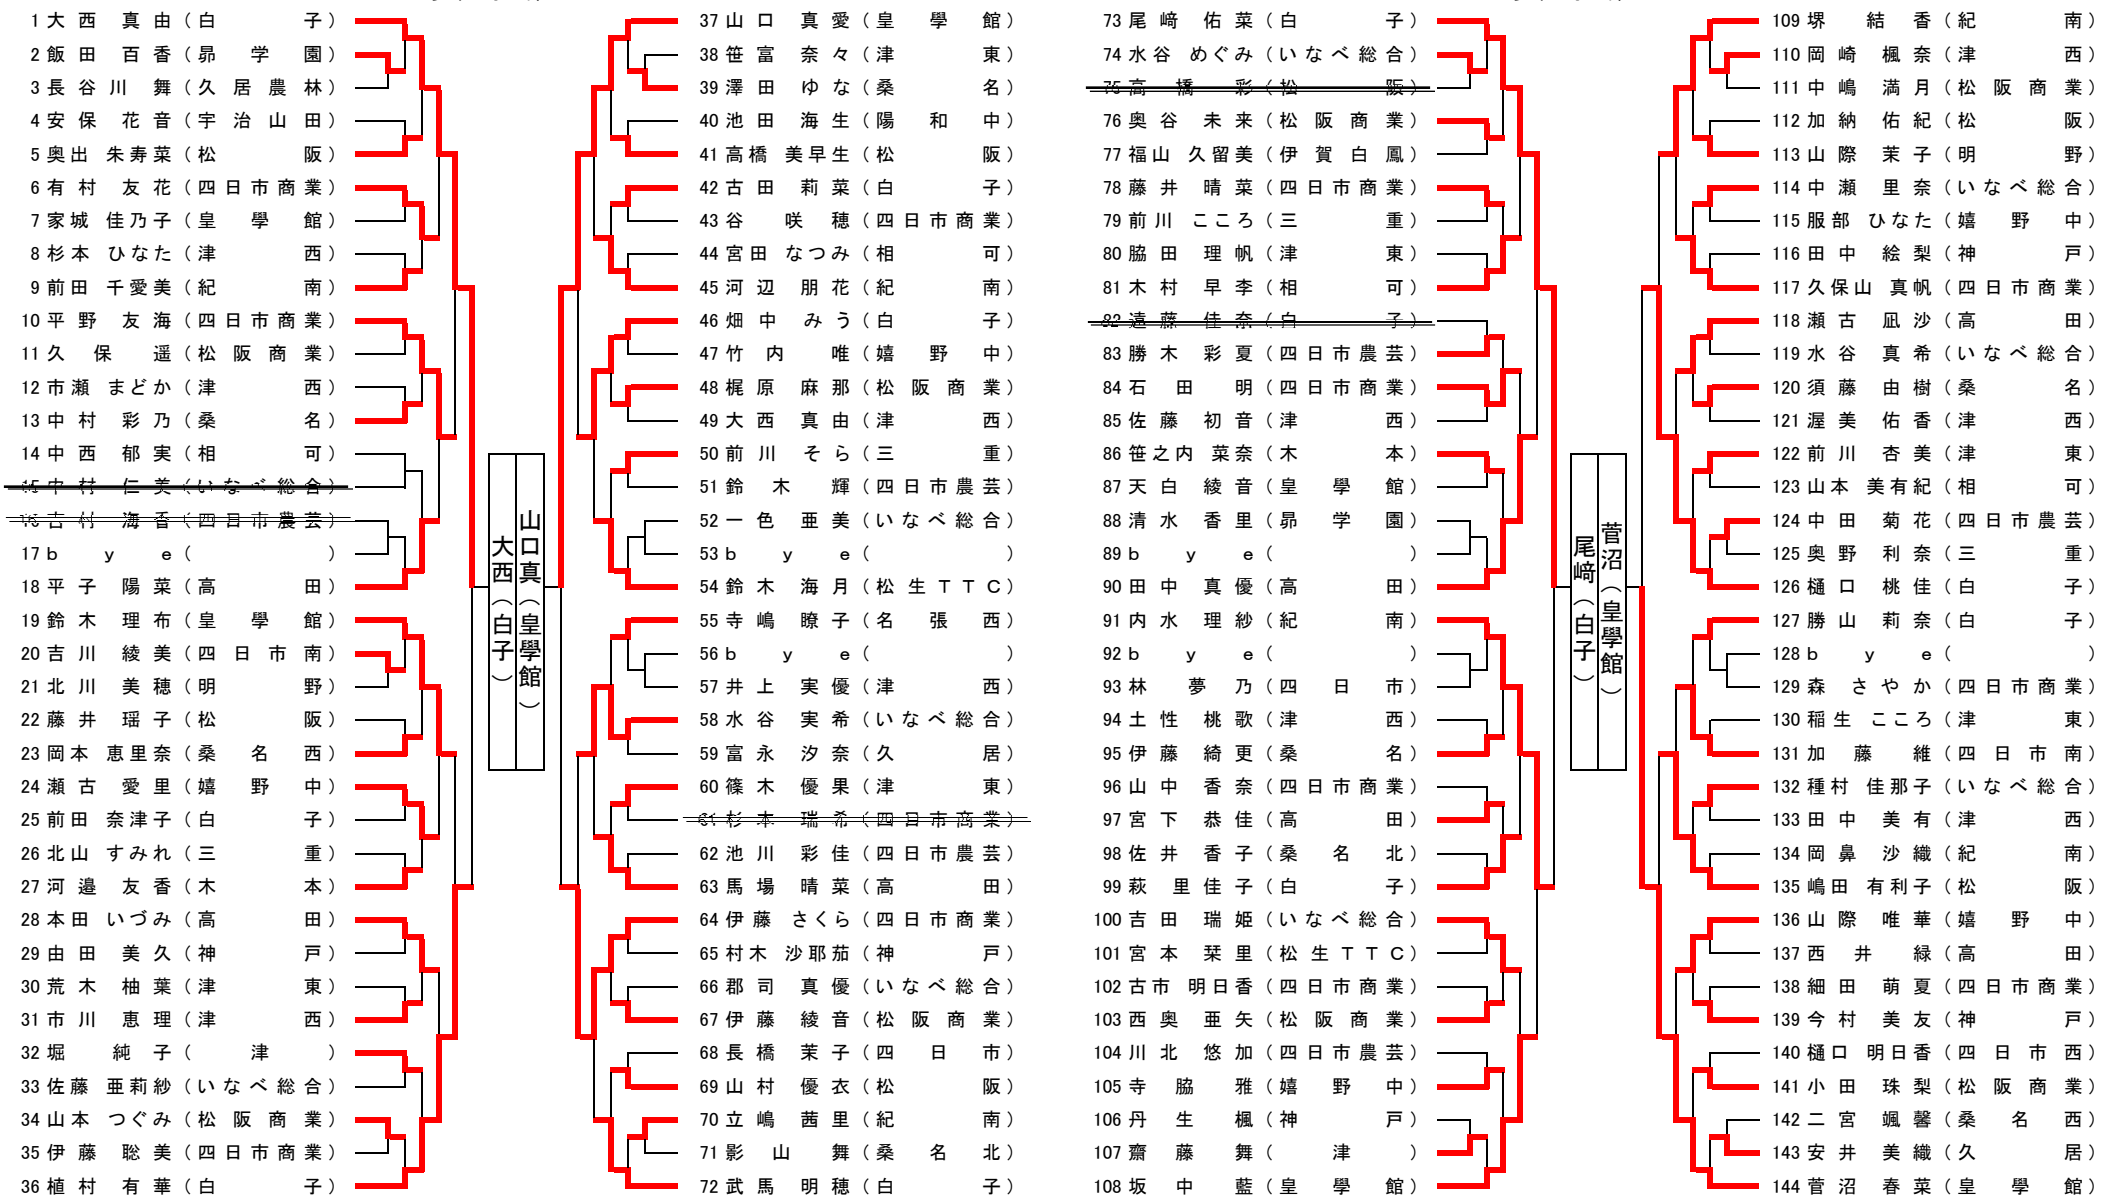 1 大西 真由 (白子)
2 飯田 百香 (昴学園)
3 長谷川 舞 (久居農林)
4 安保 花音 (宇治山田)
5 奥出 朱寿菜 (松阪)
6 有村 友花 (四日市商業)
7 家城 佳乃子 (皇學館)
8 杉本 ひなた (津西)
9 前田 千愛美 (紀南)
10 平野 友海 (四日市商業)
11 久保 遥 (松阪商業)
12 市瀬 まどか (津西)
13 中村 彩乃 (桑名)
14 中西 郁実 (相可)
15 中村 仁美 (いなべ総合)
16 吉村 海香 (四日市農芸)
17 bye ( )
18 平子 陽菜 (高田)
19 鈴木 理布 (皇學館)
20 吉川 綾美 (四日市南)
21 北川 美穂 (明野)
22 藤井 瑶子 (松阪)
23 岡本 恵里奈 (桑名西)
24 瀬古 愛里 (嬉野中)
25 前田 奈津子 (白子)
26 北山 すみれ (三重)
27 河邉 友香 (木本)
28 本田 いづみ (高田)
29 由田 美久 (神戸)
30 荒木 柚葉 (津東)
31 市川 恵理 (津西)
32 堀 純子 (津)
33 佐藤 亜莉紗 (いなべ総合)
34 山本 つぐみ (松阪商業)
35 伊藤 聡美 (四日市商業)
36 植村 有華 (白子)
大西(白子)
山口真(皇學館)
37 山口 真愛 (皇學館)
38 笹富 奈々 (津東)
39 澤田 ゆな (桑名)
40 池田 海生 (陽和中)
41 高橋 美早生 (松阪)
42 古田 莉菜 (白子)
43 谷 咲穂 (四日市商業)
44 宮田 なつみ (相可)
45 河辺 朋花 (紀南)
46 畑中 みう (白子)
47 竹内 唯 (嬉野中)
48 梶原 麻那 (松阪商業)
49 大西 真由 (津西)
50 前川 そら (三重)
51 鈴木 輝 (四日市農芸)
52 一色 亜美 (いなべ総合)
53 bye ( )
54 鈴木 海月 (松生TTC)
55 寺嶋 瞭子 (名張西)
56 bye ( )
57 井上 実優 (津西)
58 水谷 実希 (いなべ総合)
59 富永 汐奈 (久居)
60 篠木 優果 (津東)
61 杉本 瑞希 (四日市商業)
62 池川 彩佳 (四日市農芸)
63 馬場 晴菜 (高田)
64 伊藤 さくら (四日市商業)
65 村木 沙耶茄 (神戸)
66 郡司 真優 (いなべ総合)
67 伊藤 綾音 (松阪商業)
68 長橋 茉子 (四日市)
69 山村 優衣 (松阪)
70 立嶋 茜里 (紀南)
71 影山 舞 (桑名北)
72 武馬 明穂 (白子)
73 尾﨑 佑菜 (白子)
74 水谷 めぐみ (いなべ総合)
75 高橋 彩 (松阪)
76 奥谷 未来 (松阪商業)
77 福山 久留美 (伊賀白鳳)
78 藤井 晴菜 (四日市商業)
79 前川 こころ (三重)
80 脇田 理帆 (津東)
81 木村 早李 (相可)
82 遠藤 佳奈 (白子)
83 勝木 彩夏 (四日市農芸)
84 石田 明 (四日市商業)
85 佐藤 初音 (津西)
86 笹之内 菜奈 (木本)
87 天白 綾音 (皇學館)
88 清水 香里 (昴学園)
89 bye ( )
90 田中 真優 (高田)
91 内水 理紗 (紀南)
92 bye ( )
93 林 夢乃 (四日市)
94 土性 桃歌 (津西)
95 伊藤 綺更 (桑名)
96 山中 香奈 (四日市商業)
97 宮下 恭佳 (高田)
98 佐井 香子 (桑名北)
99 萩 里佳子 (白子)
100 吉田 瑞姫 (いなべ総合)
101 宮本 栞里 (松生TTC)
102 古市 明日香 (四日市商業)
103 西奥 亜矢 (松阪商業)
104 川北 悠加 (四日市農芸)
105 寺脇 雅 (嬉野中)
106 丹生 楓 (神戸)
107 齋藤 舞 (津)
108 坂中 藍 (皇學館)
尾﨑(白子)
菅沼(皇學館)
109 堺 結香 (紀南)
110 岡崎 楓奈 (津西)
111 中嶋 満月 (松阪商業)
112 加納 佑紀 (松阪)
113 山際 茉子 (明野)
114 中瀬 里奈 (いなべ総合)
115 服部 ひなた (嬉野中)
116 田中 絵梨 (神戸)
117 久保山 真帆 (四日市商業)
118 瀬古 凪沙 (高田)
119 水谷 真希 (いなべ総合)
120 須藤 由樹 (桑名)
121 渥美 佑香 (津西)
122 前川 杏美 (津東)
123 山本 美有紀 (相可)
124 中田 菊花 (四日市農芸)
125 奥野 利奈 (三重)
126 樋口 桃佳 (白子)
127 勝山 莉奈 (白子)
128 bye ( )
129 森 さやか (四日市商業)
130 稲生 こころ (津東)
131 加藤 維 (四日市南)
132 種村 佳那子 (いなべ総合)
133 田中 美有 (津西)
134 岡鼻 沙織 (紀南)
135 嶋田 有利子 (松阪)
136 山際 唯華 (嬉野中)
137 西井 緑 (高田)
138 細田 萌夏 (四日市商業)
139 今村 美友 (神戸)
140 樋口 明日香 (四日市西)
141 小田 珠梨 (松阪商業)
142 二宮 颯馨 (桑名西)
143 安井 美織 (久居)
144 菅沼 春菜 (皇學館)